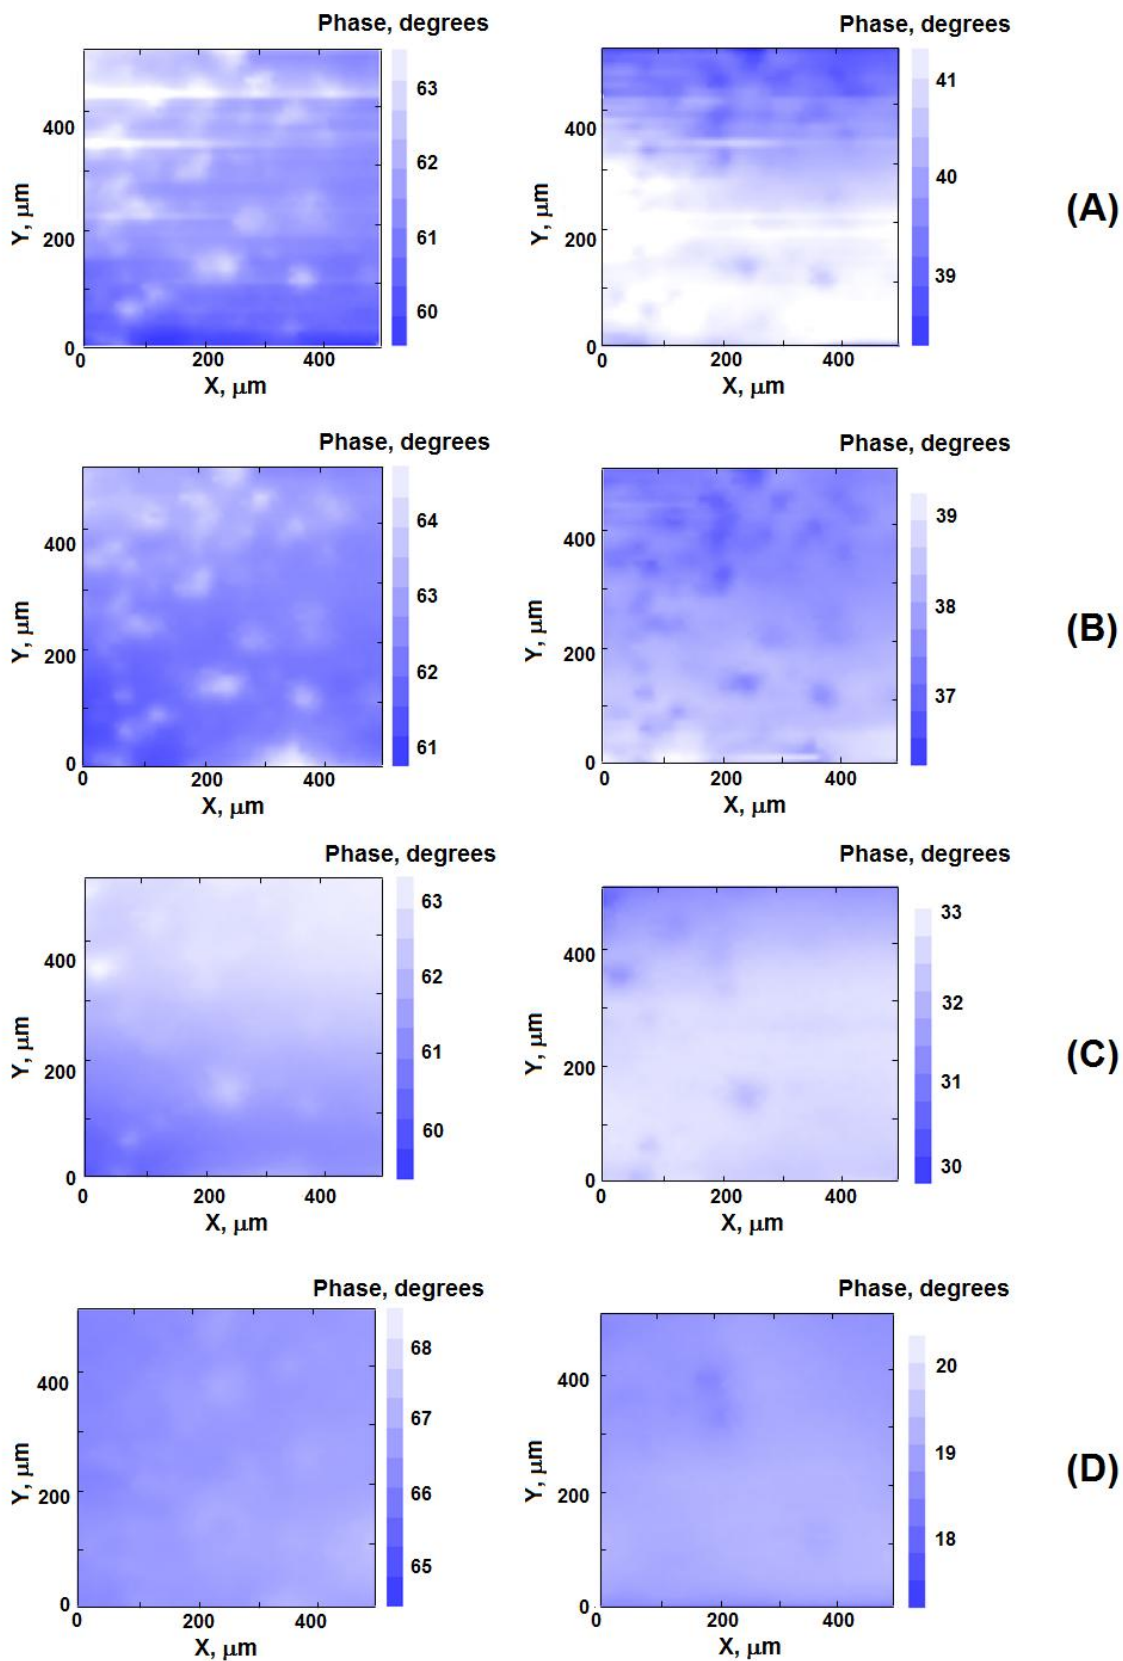 Phase, degrees Phase, degrees
63 41
400 400
62 40
Y, μm Y, μm (A)
200 61 200
39
60
0 0
0 200 400 0 200 400
X, μm X, μm
Phase, degrees Phase, degrees
64 39
400 400
63 38
Y, μm Y, μm (B)
200 62 200
37
61
0 0
0 200 400 0 200 400
X, μm X, μm
Phase, degrees Phase, degrees
63 33
400 400
62 32
Y, μm Y, μm (C)
61
200 200 31
60
30
0 0
0 200 400 0 200 400
X, μm X, μm
Phase, degrees Phase, degrees
68 20
400 400
67 19
Y, μm Y, μm (D)
200 66 200
18
65
0 0
0 200 400 0 200 400
X, μm X, μm